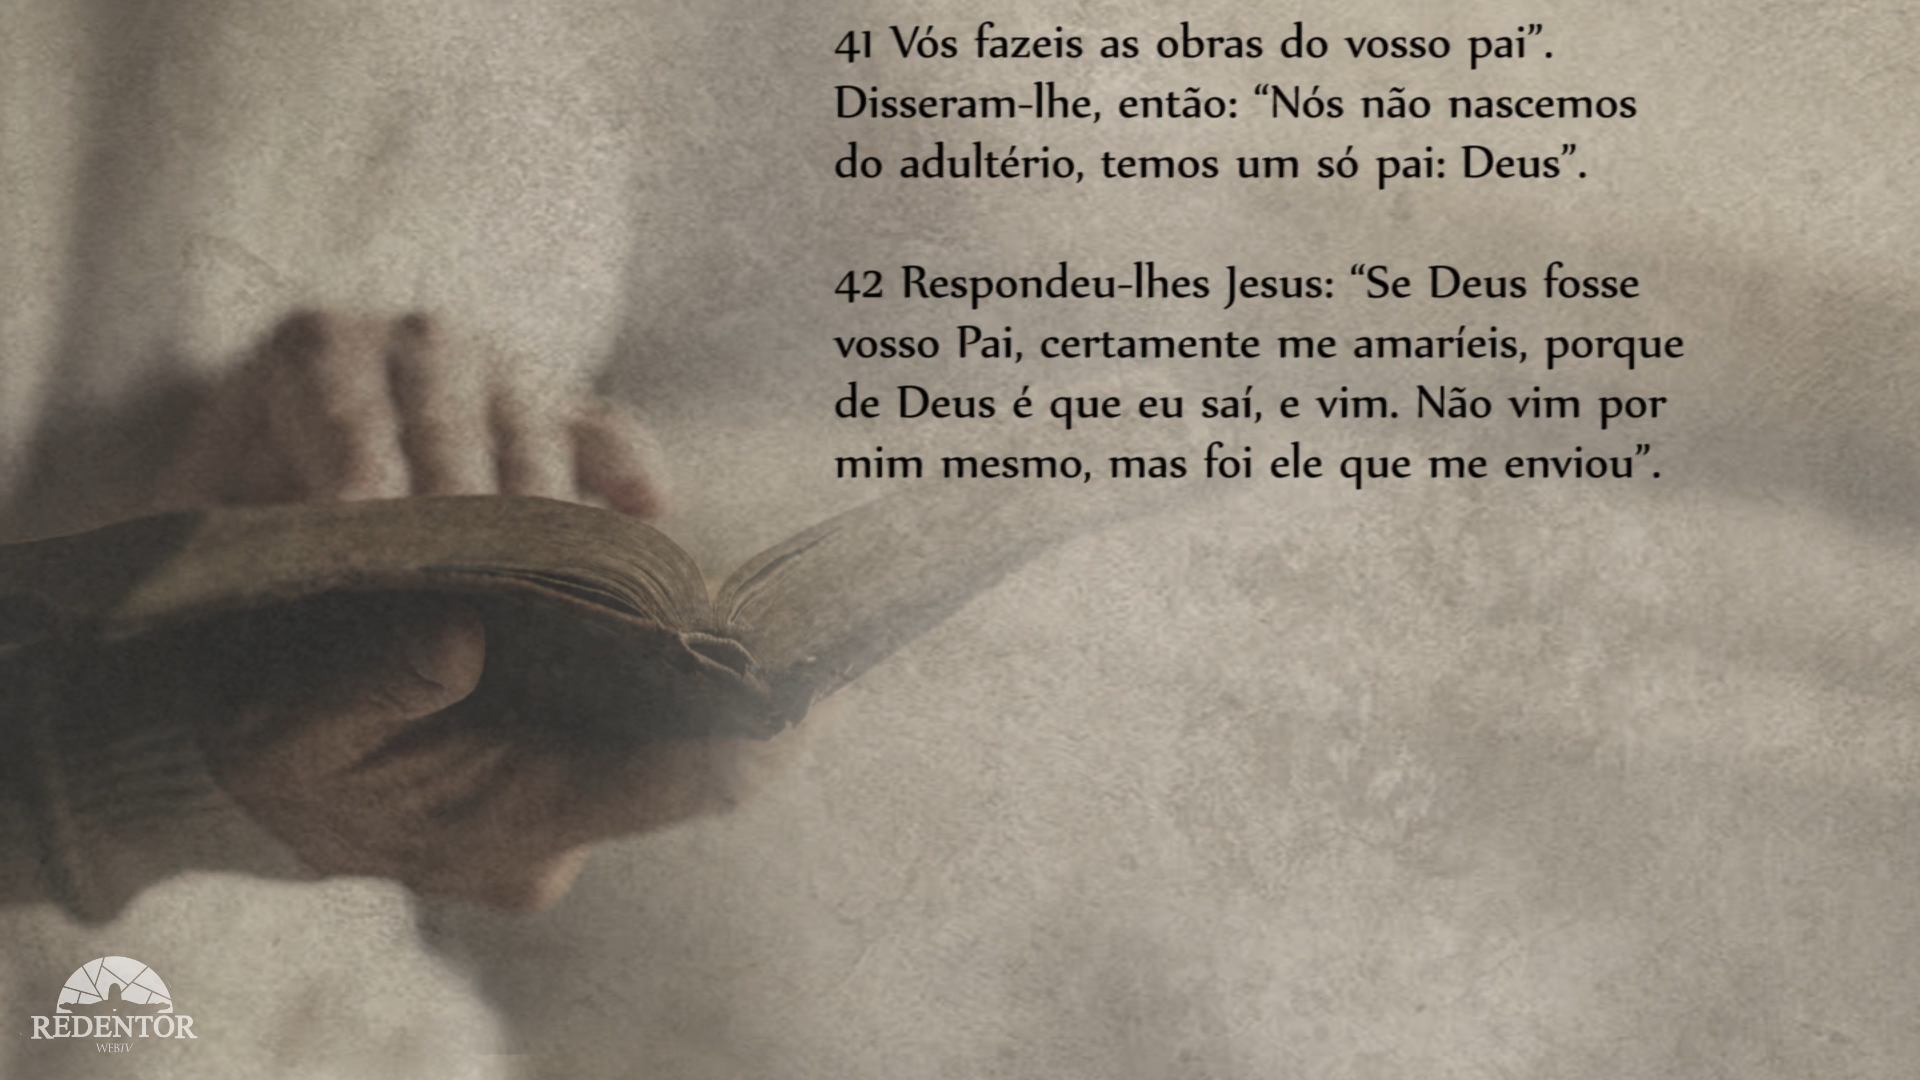 41 Vós fazeis as obras do vosso pai”.
Disseram-lhe, então: “Nós não nascemos
do adultério, temos um só pai: Deus”.
42 Respondeu-lhes Jesus: “Se Deus fosse
vosso Pai, certamente me amaríeis, porque
de Deus é que eu saí, e vim. Não vim por
mim mesmo, mas foi ele que me enviou”.
REDENTOR
WEBTV